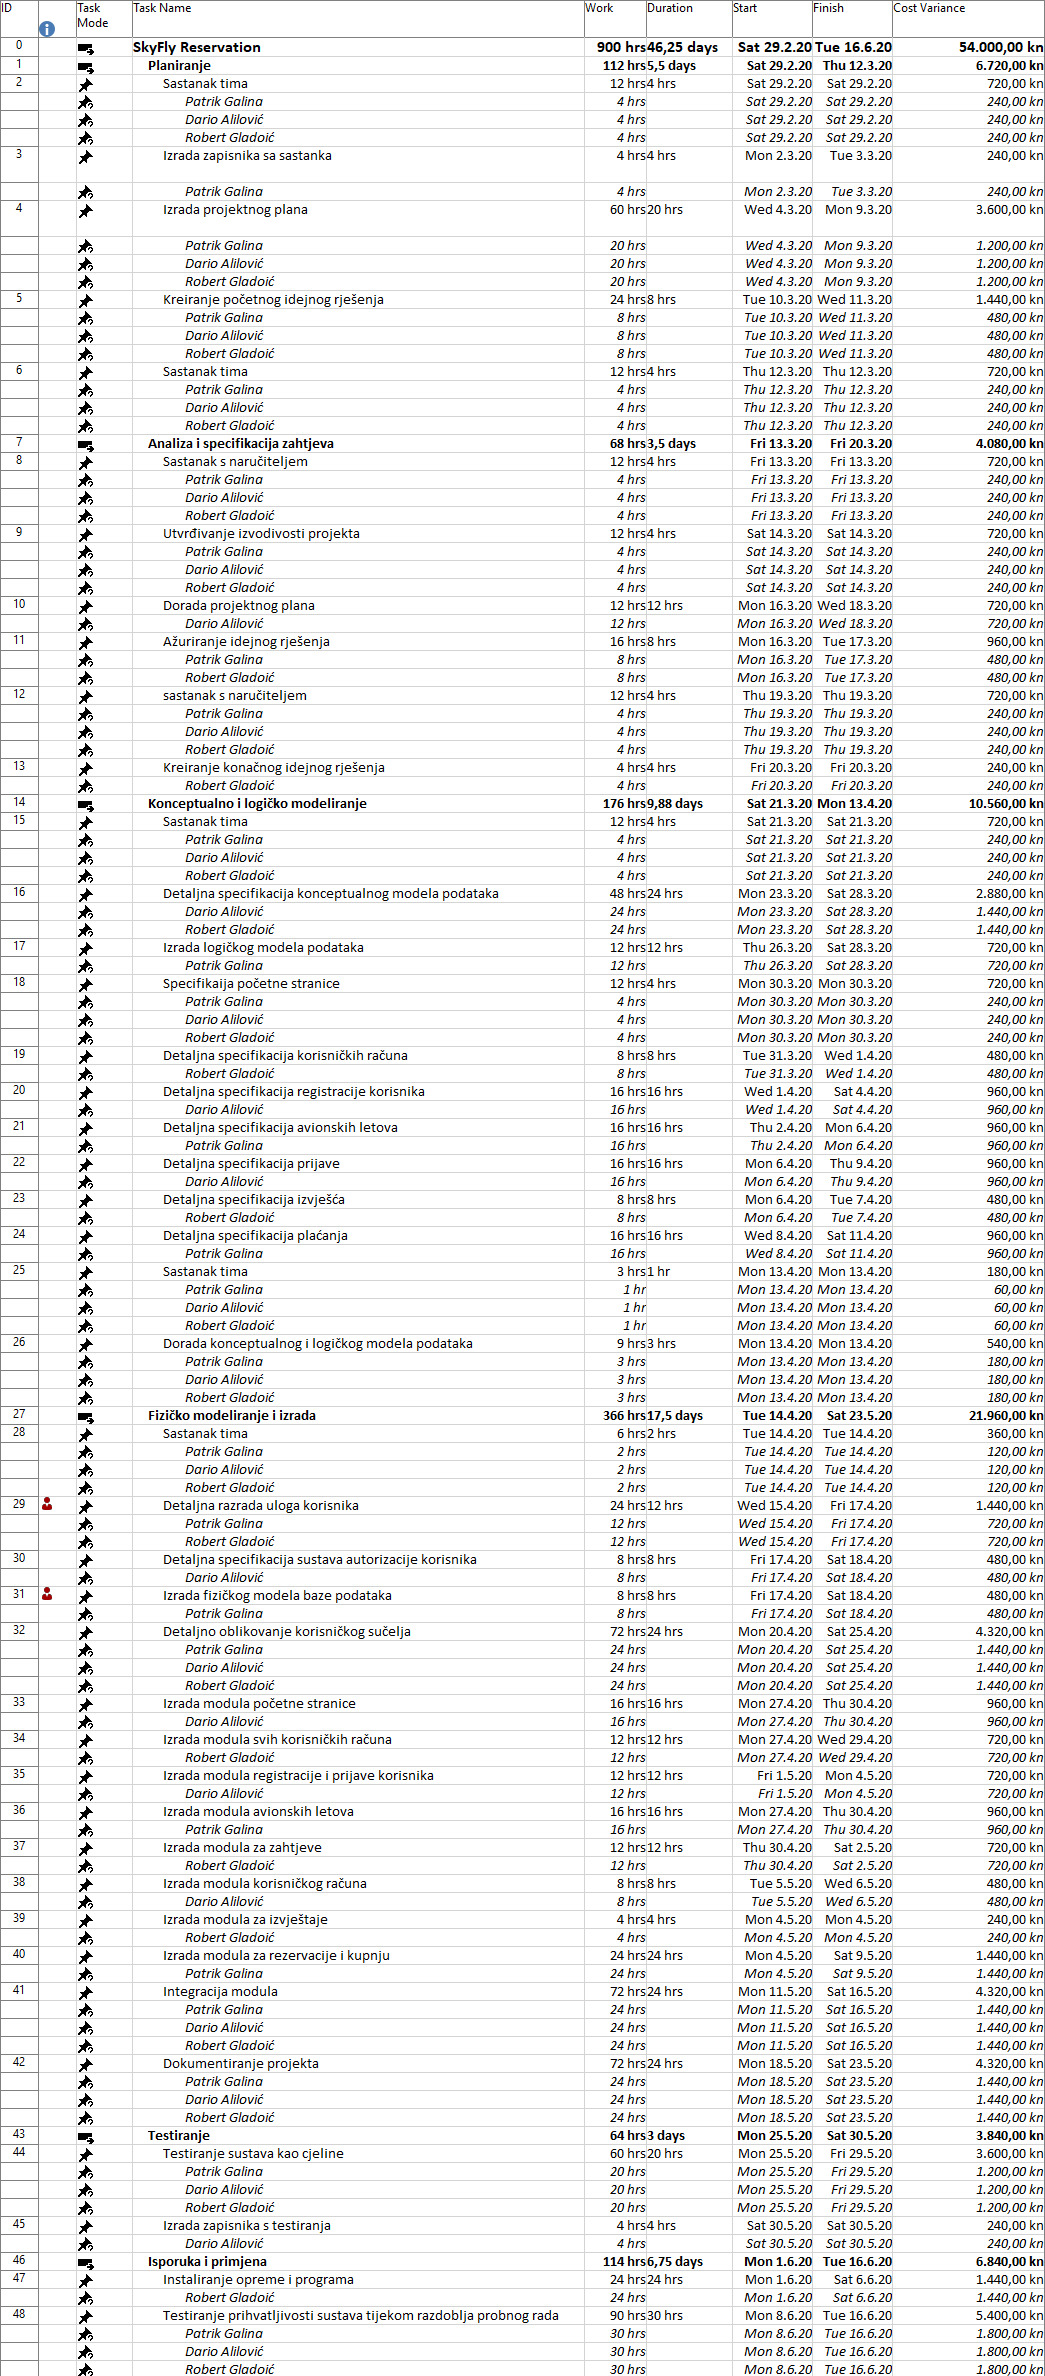 ID Task Mode Task Name Work Duration Start Finish Cost Variance
0 SkyFly Reservation 900 hrs 46,25 days Sat 29.2.20 Tue 16.6.20 54.000,00 kn
1 Planiranje 112 hrs 5,5 days Sat 29.2.20 Thu 12.3.20 6.720,00 kn
2 Sastanak tima 12 hrs 4 hrs Sat 29.2.20 Sat 29.2.20 720,00 kn
Patrik Galina 4 hrs Sat 29.2.20 Sat 29.2.20 240,00 kn
Dario Alilović 4 hrs Sat 29.2.20 Sat 29.2.20 240,00 kn
Robert Gladoić 4 hrs Sat 29.2.20 Sat 29.2.20 240,00 kn
3 Izrada zapisnika sa sastanka 4 hrs 4 hrs Mon 2.3.20 Tue 3.3.20 240,00 kn
Patrik Galina 4 hrs Mon 2.3.20 Tue 3.3.20 240,00 kn
4 Izrada projektnog plana 60 hrs 20 hrs Wed 4.3.20 Mon 9.3.20 3.600,00 kn
Patrik Galina 20 hrs Wed 4.3.20 Mon 9.3.20 1.200,00 kn
Dario Alilović 20 hrs Wed 4.3.20 Mon 9.3.20 1.200,00 kn
Robert Gladoić 20 hrs Wed 4.3.20 Mon 9.3.20 1.200,00 kn
5 Kreiranje početnog idejnog rješenja 24 hrs 8 hrs Tue 10.3.20 Wed 11.3.20 1.440,00 kn
Patrik Galina 8 hrs Tue 10.3.20 Wed 11.3.20 480,00 kn
Dario Alilović 8 hrs Tue 10.3.20 Wed 11.3.20 480,00 kn
Robert Gladoić 8 hrs Tue 10.3.20 Wed 11.3.20 480,00 kn
6 Sastanak tima 12 hrs 4 hrs Thu 12.3.20 Thu 12.3.20 720,00 kn
Patrik Galina 4 hrs Thu 12.3.20 Thu 12.3.20 240,00 kn
Dario Alilović 4 hrs Thu 12.3.20 Thu 12.3.20 240,00 kn
Robert Gladoić 4 hrs Thu 12.3.20 Thu 12.3.20 240,00 kn
7 Analiza i specifikacija zahtjeva 68 hrs 3,5 days Fri 13.3.20 Fri 20.3.20 4.080,00 kn
8 Sastanak s naručiteljem 12 hrs 4 hrs Fri 13.3.20 Fri 13.3.20 720,00 kn
Patrik Galina 4 hrs Fri 13.3.20 Fri 13.3.20 240,00 kn
Dario Alilović 4 hrs Fri 13.3.20 Fri 13.3.20 240,00 kn
Robert Gladoić 4 hrs Fri 13.3.20 Fri 13.3.20 240,00 kn
9 Utvrđivanje izvodivosti projekta 12 hrs 4 hrs Sat 14.3.20 Sat 14.3.20 720,00 kn
Patrik Galina 4 hrs Sat 14.3.20 Sat 14.3.20 240,00 kn
Dario Alilović 4 hrs Sat 14.3.20 Sat 14.3.20 240,00 kn
Robert Gladoić 4 hrs Sat 14.3.20 Sat 14.3.20 240,00 kn
10 Dorada projektnog plana 12 hrs 12 hrs Mon 16.3.20 Wed 18.3.20 720,00 kn
Dario Alilović 12 hrs Mon 16.3.20 Wed 18.3.20 720,00 kn
11 Ažuriranje idejnog rješenja 16 hrs 8 hrs Mon 16.3.20 Tue 17.3.20 960,00 kn
Patrik Galina 8 hrs Mon 16.3.20 Tue 17.3.20 480,00 kn
Robert Gladoić 8 hrs Mon 16.3.20 Tue 17.3.20 480,00 kn
12 sastanak s naručiteljem 12 hrs 4 hrs Thu 19.3.20 Thu 19.3.20 720,00 kn
Patrik Galina 4 hrs Thu 19.3.20 Thu 19.3.20 240,00 kn
Dario Alilović 4 hrs Thu 19.3.20 Thu 19.3.20 240,00 kn
Robert Gladoić 4 hrs Thu 19.3.20 Thu 19.3.20 240,00 kn
13 Kreiranje konačnog idejnog rješenja 4 hrs 4 hrs Fri 20.3.20 Fri 20.3.20 240,00 kn
Robert Gladoić 4 hrs Fri 20.3.20 Fri 20.3.20 240,00 kn
14 Konceptualno i logičko modeliranje 176 hrs 9,88 days Sat 21.3.20 Mon 13.4.20 10.560,00 kn
15 Sastanak tima 12 hrs 4 hrs Sat 21.3.20 Sat 21.3.20 720,00 kn
Patrik Galina 4 hrs Sat 21.3.20 Sat 21.3.20 240,00 kn
Dario Alilović 4 hrs Sat 21.3.20 Sat 21.3.20 240,00 kn
Robert Gladoić 4 hrs Sat 21.3.20 Sat 21.3.20 240,00 kn
16 Detaljna specifikacija konceptualnog modela podataka 48 hrs 24 hrs Mon 23.3.20 Sat 28.3.20 2.880,00 kn
Dario Alilović 24 hrs Mon 23.3.20 Sat 28.3.20 1.440,00 kn
Robert Gladoić 24 hrs Mon 23.3.20 Sat 28.3.20 1.440,00 kn
17 Izrada logičkog modela podataka 12 hrs 12 hrs Thu 26.3.20 Sat 28.3.20 720,00 kn
Patrik Galina 12 hrs Thu 26.3.20 Sat 28.3.20 720,00 kn
18 Specifikaija početne stranice 12 hrs 4 hrs Mon 30.3.20 Mon 30.3.20 720,00 kn
Patrik Galina 4 hrs Mon 30.3.20 Mon 30.3.20 240,00 kn
Dario Alilović 4 hrs Mon 30.3.20 Mon 30.3.20 240,00 kn
Robert Gladoić 4 hrs Mon 30.3.20 Mon 30.3.20 240,00 kn
19 Detaljna specifikacija korisničkih računa 8 hrs 8 hrs Tue 31.3.20 Wed 1.4.20 480,00 kn
Robert Gladoić 8 hrs Tue 31.3.20 Wed 1.4.20 480,00 kn
20 Detaljna specifikacija registracije korisnika 16 hrs 16 hrs Wed 1.4.20 Sat 4.4.20 960,00 kn
Dario Alilović 16 hrs Wed 1.4.20 Sat 4.4.20 960,00 kn
21 Detaljna specifikacija avionskih letova 16 hrs 16 hrs Thu 2.4.20 Mon 6.4.20 960,00 kn
Patrik Galina 16 hrs Thu 2.4.20 Mon 6.4.20 960,00 kn
22 Detaljna specifikacija prijave 16 hrs 16 hrs Mon 6.4.20 Thu 9.4.20 960,00 kn
Dario Alilović 16 hrs Mon 6.4.20 Thu 9.4.20 960,00 kn
23 Detaljna specifikacija izvješća 8 hrs 8 hrs Mon 6.4.20 Tue 7.4.20 480,00 kn
Robert Gladoić 8 hrs Mon 6.4.20 Tue 7.4.20 480,00 kn
24 Detaljna specifikacija plaćanja 16 hrs 16 hrs Wed 8.4.20 Sat 11.4.20 960,00 kn
Patrik Galina 16 hrs Wed 8.4.20 Sat 11.4.20 960,00 kn
25 Sastanak tima 3 hrs 1 hr Mon 13.4.20 Mon 13.4.20 180,00 kn
Patrik Galina 1 hr Mon 13.4.20 Mon 13.4.20 60,00 kn
Dario Alilović 1 hr Mon 13.4.20 Mon 13.4.20 60,00 kn
Robert Gladoić 1 hr Mon 13.4.20 Mon 13.4.20 60,00 kn
26 Dorada konceptualnog i logičkog modela podataka 9 hrs 3 hrs Mon 13.4.20 Mon 13.4.20 540,00 kn
Patrik Galina 3 hrs Mon 13.4.20 Mon 13.4.20 180,00 kn
Dario Alilović 3 hrs Mon 13.4.20 Mon 13.4.20 180,00 kn
Robert Gladoić 3 hrs Mon 13.4.20 Mon 13.4.20 180,00 kn
27 Fizičko modeliranje i izrada 366 hrs 17,5 days Tue 14.4.20 Sat 23.5.20 21.960,00 kn
28 Sastanak tima 6 hrs 2 hrs Tue 14.4.20 Tue 14.4.20 360,00 kn
Patrik Galina 2 hrs Tue 14.4.20 Tue 14.4.20 120,00 kn
Dario Alilović 2 hrs Tue 14.4.20 Tue 14.4.20 120,00 kn
Robert Gladoić 2 hrs Tue 14.4.20 Tue 14.4.20 120,00 kn
29 Detaljna razrada uloga korisnika 24 hrs 12 hrs Wed 15.4.20 Fri 17.4.20 1.440,00 kn
Patrik Galina 12 hrs Wed 15.4.20 Fri 17.4.20 720,00 kn
Robert Gladoić 12 hrs Wed 15.4.20 Fri 17.4.20 720,00 kn
30 Detaljna specifikacija sustava autorizacije korisnika 8 hrs 8 hrs Fri 17.4.20 Sat 18.4.20 480,00 kn
Dario Alilović 8 hrs Fri 17.4.20 Sat 18.4.20 480,00 kn
31 Izrada fizičkog modela baze podataka 8 hrs 8 hrs Fri 17.4.20 Sat 18.4.20 480,00 kn
Patrik Galina 8 hrs Fri 17.4.20 Sat 18.4.20 480,00 kn
32 Detaljno oblikovanje korisničkog sučelja 72 hrs 24 hrs Mon 20.4.20 Sat 25.4.20 4.320,00 kn
Patrik Galina 24 hrs Mon 20.4.20 Sat 25.4.20 1.440,00 kn
Dario Alilović 24 hrs Mon 20.4.20 Sat 25.4.20 1.440,00 kn
Robert Gladoić 24 hrs Mon 20.4.20 Sat 25.4.20 1.440,00 kn
33 Izrada modula početne stranice 16 hrs 16 hrs Mon 27.4.20 Thu 30.4.20 960,00 kn
Dario Alilović 16 hrs Mon 27.4.20 Thu 30.4.20 960,00 kn
34 Izrada modula svih korisničkih računa 12 hrs 12 hrs Mon 27.4.20 Wed 29.4.20 720,00 kn
Robert Gladoić 12 hrs Mon 27.4.20 Wed 29.4.20 720,00 kn
35 Izrada modula registracije i prijave korisnika 12 hrs 12 hrs Fri 1.5.20 Mon 4.5.20 720,00 kn
Dario Alilović 12 hrs Fri 1.5.20 Mon 4.5.20 720,00 kn
36 Izrada modula avionskih letova 16 hrs 16 hrs Mon 27.4.20 Thu 30.4.20 960,00 kn
Patrik Galina 16 hrs Mon 27.4.20 Thu 30.4.20 960,00 kn
37 Izrada modula za zahtjeve 12 hrs 12 hrs Thu 30.4.20 Sat 2.5.20 720,00 kn
Robert Gladoić 12 hrs Thu 30.4.20 Sat 2.5.20 720,00 kn
38 Izrada modula korisničkog računa 8 hrs 8 hrs Tue 5.5.20 Wed 6.5.20 480,00 kn
Dario Alilović 8 hrs Tue 5.5.20 Wed 6.5.20 480,00 kn
39 Izrada modula za izvještaje 4 hrs 4 hrs Mon 4.5.20 Mon 4.5.20 240,00 kn
Robert Gladoić 4 hrs Mon 4.5.20 Mon 4.5.20 240,00 kn
40 Izrada modula za rezervacije i kupnju 24 hrs 24 hrs Mon 4.5.20 Sat 9.5.20 1.440,00 kn
Patrik Galina 24 hrs Mon 4.5.20 Sat 9.5.20 1.440,00 kn
41 Integracija modula 72 hrs 24 hrs Mon 11.5.20 Sat 16.5.20 4.320,00 kn
Patrik Galina 24 hrs Mon 11.5.20 Sat 16.5.20 1.440,00 kn
Dario Alilović 24 hrs Mon 11.5.20 Sat 16.5.20 1.440,00 kn
Robert Gladoić 24 hrs Mon 11.5.20 Sat 16.5.20 1.440,00 kn
42 Dokumentiranje projekta 72 hrs 24 hrs Mon 18.5.20 Sat 23.5.20 4.320,00 kn
Patrik Galina 24 hrs Mon 18.5.20 Sat 23.5.20 1.440,00 kn
Dario Alilović 24 hrs Mon 18.5.20 Sat 23.5.20 1.440,00 kn
Robert Gladoić 24 hrs Mon 18.5.20 Sat 23.5.20 1.440,00 kn
43 Testiranje 64 hrs 3 days Mon 25.5.20 Sat 30.5.20 3.840,00 kn
44 Testiranje sustava kao cjeline 60 hrs 20 hrs Mon 25.5.20 Fri 29.5.20 3.600,00 kn
Patrik Galina 20 hrs Mon 25.5.20 Fri 29.5.20 1.200,00 kn
Dario Alilović 20 hrs Mon 25.5.20 Fri 29.5.20 1.200,00 kn
Robert Gladoić 20 hrs Mon 25.5.20 Fri 29.5.20 1.200,00 kn
45 Izrada zapisnika s testiranja 4 hrs 4 hrs Sat 30.5.20 Sat 30.5.20 240,00 kn
Dario Alilović 4 hrs Sat 30.5.20 Sat 30.5.20 240,00 kn
46 Isporuka i primjena 114 hrs 6,75 days Mon 1.6.20 Tue 16.6.20 6.840,00 kn
47 Instaliranje opreme i programa 24 hrs 24 hrs Mon 1.6.20 Sat 6.6.20 1.440,00 kn
Robert Gladoić 24 hrs Mon 1.6.20 Sat 6.6.20 1.440,00 kn
48 Testiranje prihvatljivosti sustava tijekom razdoblja probnog rada 90 hrs 30 hrs Mon 8.6.20 Tue 16.6.20 5.400,00 kn
Patrik Galina 30 hrs Mon 8.6.20 Tue 16.6.20 1.800,00 kn
Dario Alilović 30 hrs Mon 8.6.20 Tue 16.6.20 1.800,00 kn
Robert Gladoić 30 hrs Mon 8.6.20 Tue 16.6.20 1.800,00 kn